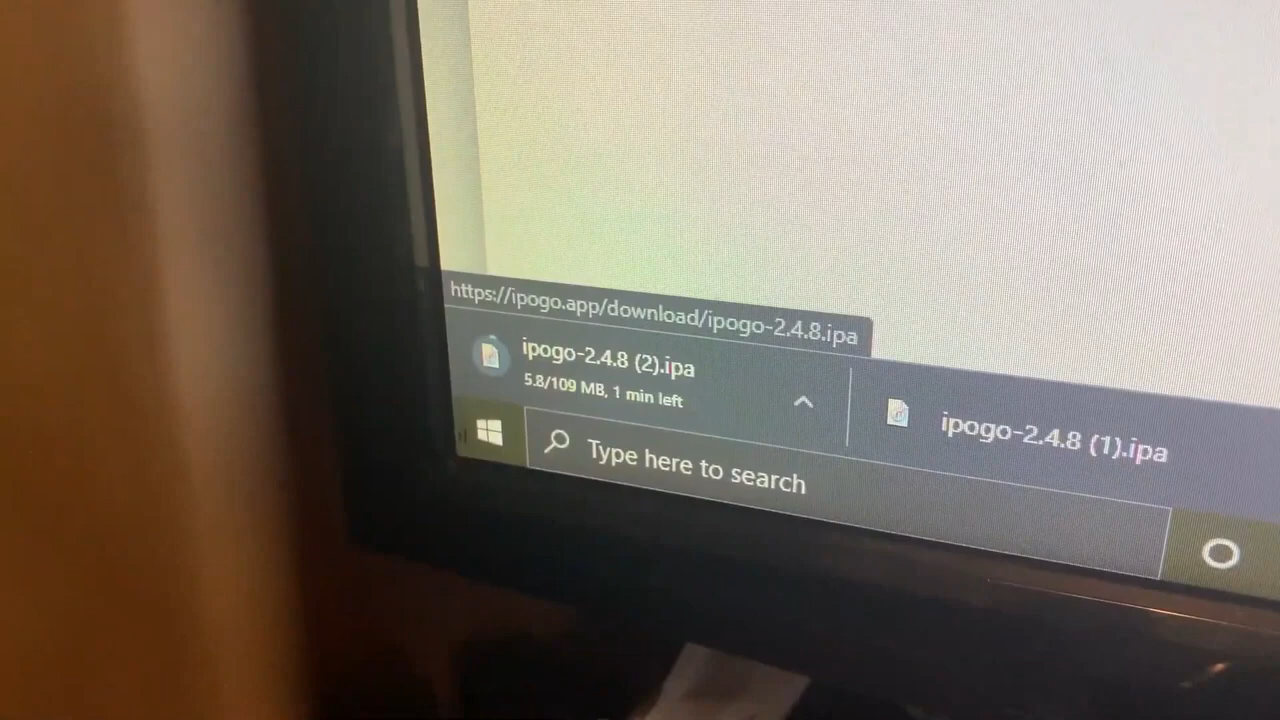 https://ipogo.app/download/ipogo-2.4.8.ipa
ipogo-2.4.8 (2).ipa
5.8/109 MB, 1 min left
ipogo-2.4.8 (1).ipa
Type here to search